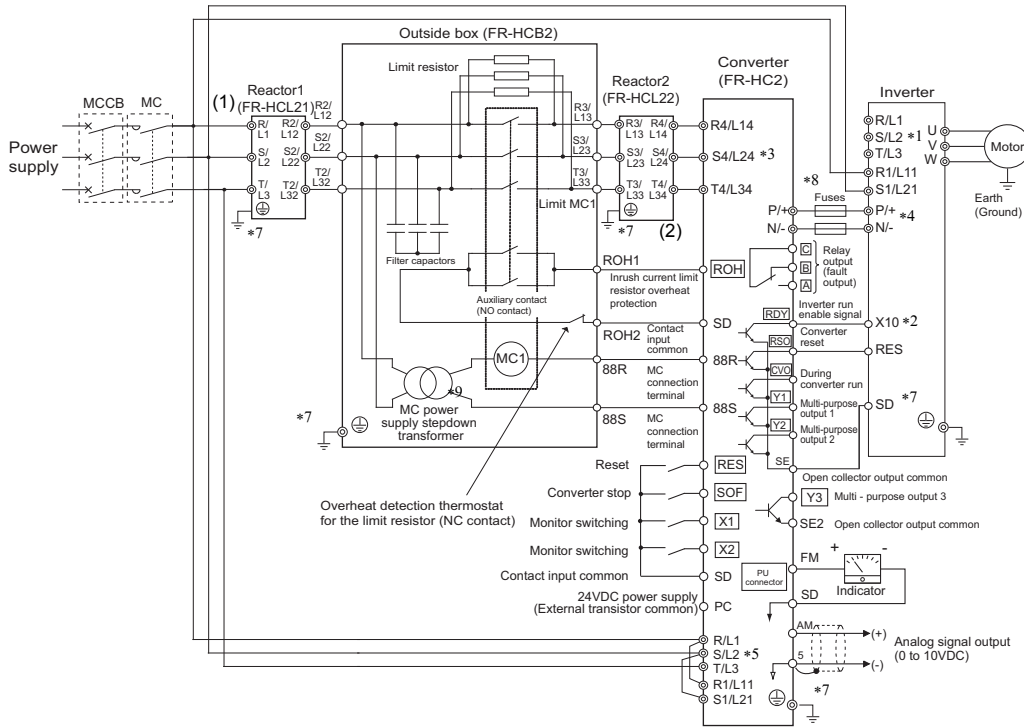 Outside box (FR-HCB2)
Limit resistor
MCCB
MC
(1)
Reactor1
(FR-HCL21)
R2/
L12
S2/
L22
T2/
L32
R/
L1
R2/
L12
S/
L2
S2/
L22
T/
L3
T2/
L32
*7
Power
supply
R3/
L13
S3/
L23
T3/
L33
Limit MC1
Reactor2
(FR-HCL22)
R3/
L13
R4/
L14
S3/
L23
S4/
L24
T3/
L33
T4/
L34
*7
(2)
Converter
(FR-HC2)
R4/L14
S4/L24 *3
T4/L34
Inverter
R/L1
S/L2 *1
T/L3
R1/L11
S1/L21
U
V
W
Motor
Earth
(Ground)
*8
Fuses
P/+
N/-
P/+
N/-
*4
Filter capactors
Auxiliary contact
(NO contact)
ROH1
Inrush current limit
resistor overheat
protection
ROH
C
B
A
Relay
output
(fault
output)
ROH2
Contact
input
common
SD
RDY
Inverter run
enable signal
X10 *2
RSO
Converter
reset
RES
MC1
88R
MC
connection
terminal
88R
CVO
During
converter run
*9
MC power
supply stepdown
transformer
*7
88S
MC
connection
terminal
88S
Y1
Multi-purpose
output 1
Y2
Multi-purpose
output 2
SD
*7
SE
Open collector output common
Overheat detection thermostat
for the limit resistor (NC contact)
Reset
RES
Converter stop
SOF
Monitor switching
X1
Monitor switching
X2
Contact input common
SD
24VDC power supply
(External transistor common)
PC
Y3
Multi - purpose output 3
SE2
Open collector output common
PU
connector
FM
+
-
Indicator
SD
AM
(+)
5
(-)
Analog signal output
(0 to 10VDC)
*7
R/L1
S/L2 *5
T/L3
R1/L11
S1/L21